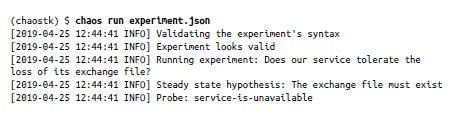 (chaostk) $ chaos run experiment.json
[2019-04-25 12:44:41 INFO] Validating the experiment's syntax
[2019-04-25 12:44:41 INFO] Experiment looks valid
[2019-04-25 12:44:41 INFO] Running experiment: Does our service tolerate the
loss of its exchange file?
[2019-04-25 12:44:41 INFO] Steady state hypothesis: The exchange file must exist
[2019-04-25 12:44:41 INFO] Probe: service-is-unavailable